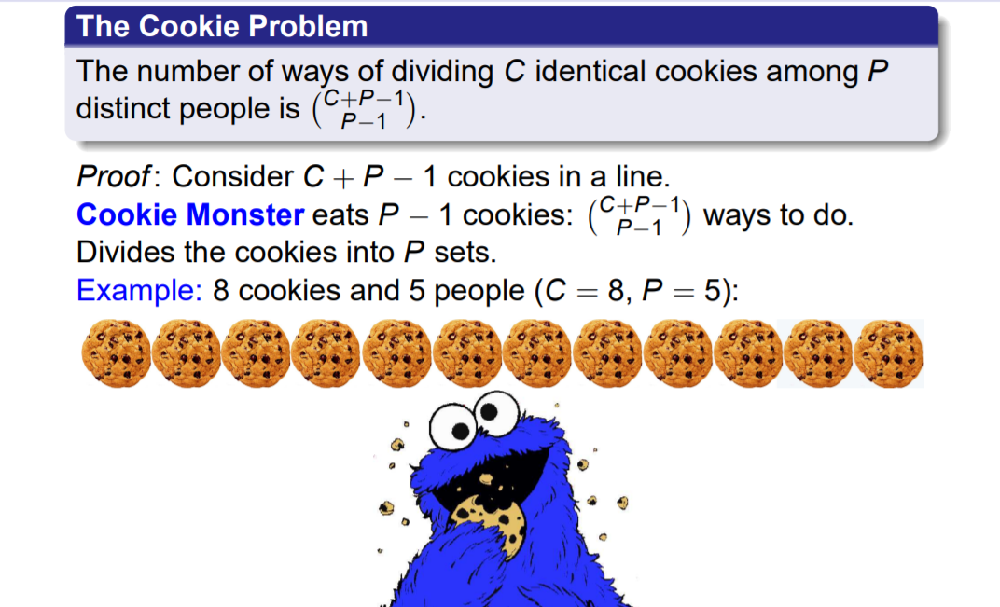 The Cookie Problem
The number of ways of dividing C identical cookies among P
distinct people is (C+P−1 P−1).
Proof: Consider C + P − 1 cookies in a line.
Cookie Monster eats P − 1 cookies: (C+P−1 P−1) ways to do.
Divides the cookies into P sets.
Example: 8 cookies and 5 people (C = 8, P = 5):